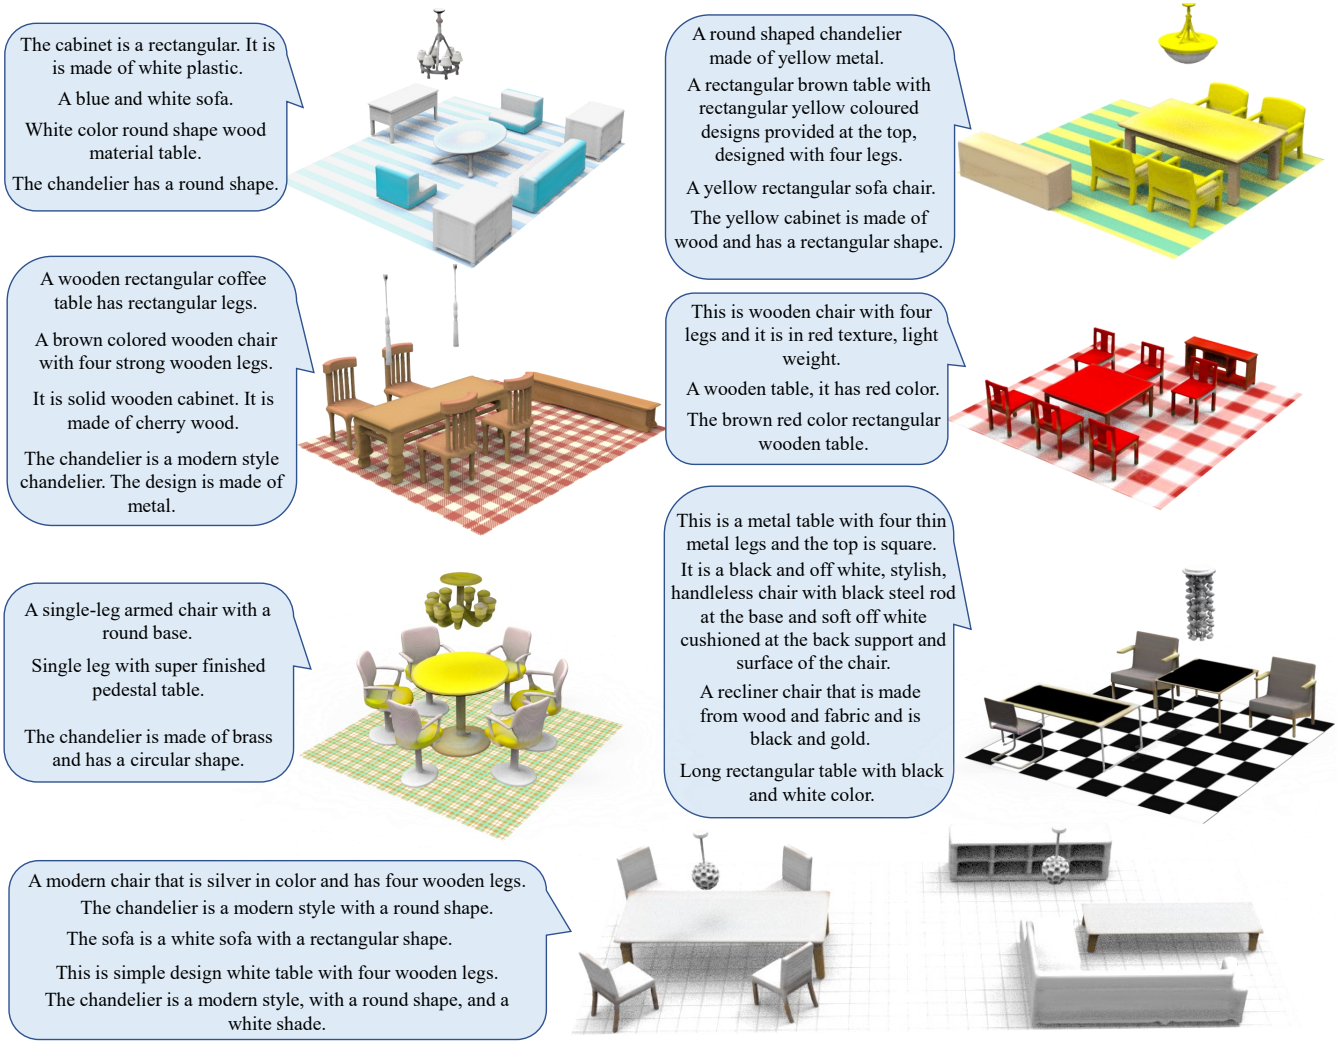 The cabinet is a rectangular. It is
is made of white plastic.
A blue and white sofa.
White color round shape wood
material table.
The chandelier has a round shape.
A round shaped chandelier
made of yellow metal.
A rectangular brown table with
rectangular yellow coloured
designs provided at the top,
designed with four legs.
A yellow rectangular sofa chair.
The yellow cabinet is made of
wood and has a rectangular shape.
A wooden rectangular coffee
table has rectangular legs.
A brown colored wooden chair
with four strong wooden legs.
It is solid wooden cabinet. It is
made of cherry wood.
The chandelier is a modern style
chandelier. The design is made of
metal.
This is wooden chair with four
legs and it is in red texture, light
weight.
A wooden table, it has red color.
The brown red color rectangular
wooden table.
A single-leg armed chair with a
round base.
Single leg with super finished
pedestal table.
The chandelier is made of brass
and has a circular shape.
This is a metal table with four thin
metal legs and the top is square.
It is a black and off white, stylish,
handleless chair with black steel rod
at the base and soft off white
cushioned at the back support and
surface of the chair.
A recliner chair that is made
from wood and fabric and is
black and gold.
Long rectangular table with black
and white color.
A modern chair that is silver in color and has four wooden legs.
The chandelier is a modern style with a round shape.
The sofa is a white sofa with a rectangular shape.
This is simple design white table with four wooden legs.
The chandelier is a modern style, with a round shape, and a
white shade.